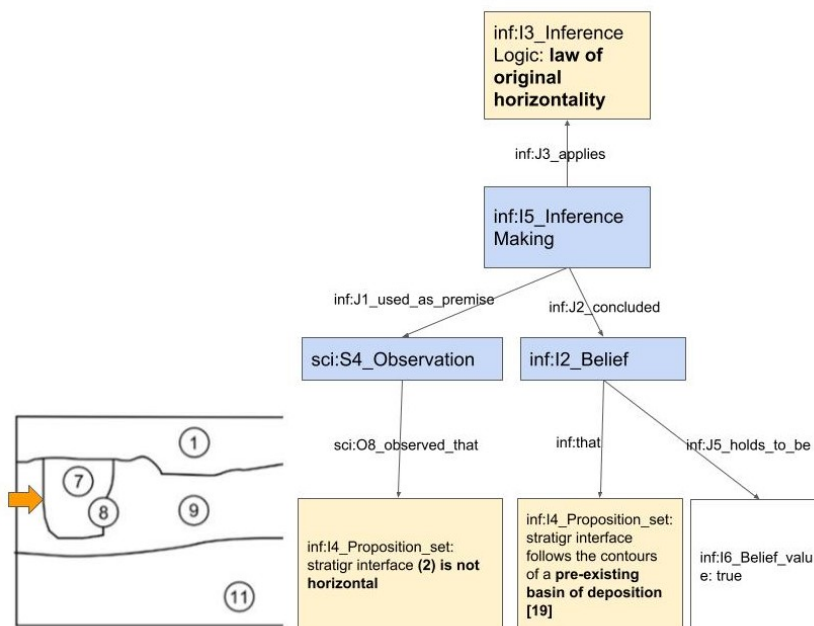 inf:I3_Inference
Logic: law of
original
horizontality
inf:J3_applies
inf:I5_Inference
Making
inf:J1_used_as_premise
inf:J2_concluded
sci:S4_Observation
inf:I2_Belief
sci:O8_observed_that
inf:that
inf:J5_holds_to_be
1
7
8
9
11
inf:I4_Proposition_set:
stratigr interface (2) is not
horizontal
inf:I4_Proposition_set:
stratigr interface
follows the contours
of a pre-existing
basin of deposition
[19]
inf:I6_Belief_valu
e: true